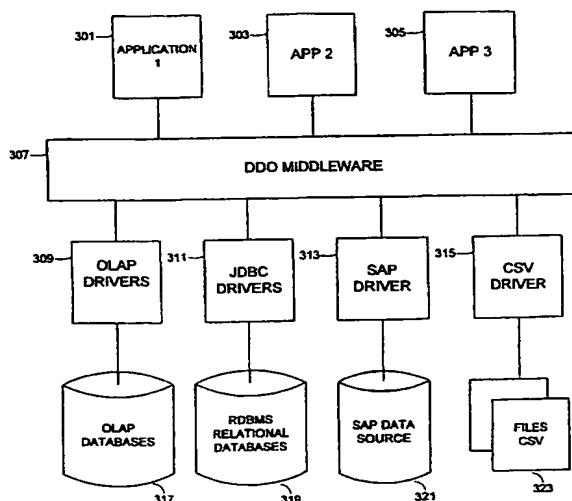 301
APPLICATION
1
303
APP 2
305
APP 3
307
DDO MIDDLEWARE
309
OLAP
DRIVERS
311
JDBC
DRIVERS
313
SAP
DRIVER
315
CSV
DRIVER
OLAP
DATABASES
RDBMS
RELATIONAL
DATABASES
SAP DATA
SOURCE
FILES
CSV
317
319
321
323